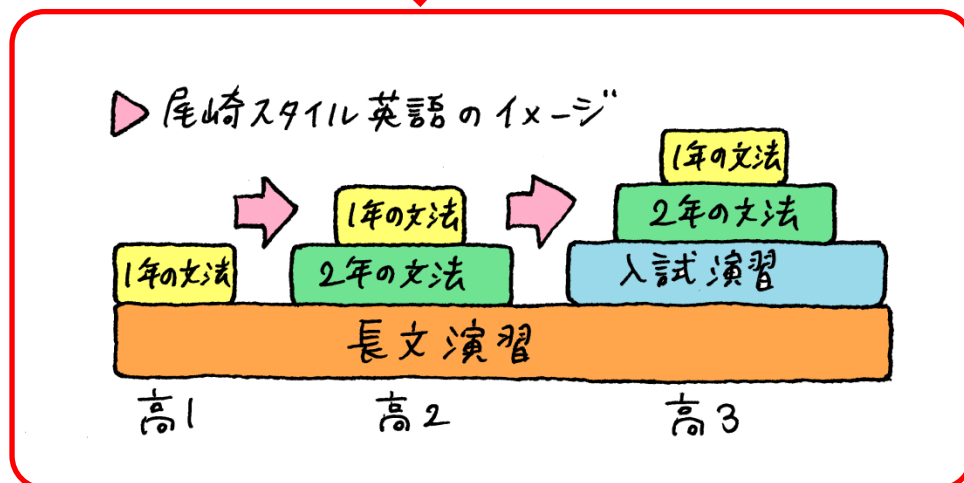 尾崎スタイル英語のイメージ
1年の文法
1年の文法
2年の文法
1年の文法
2年の文法
入試演習
長文演習
高1
高2
高3